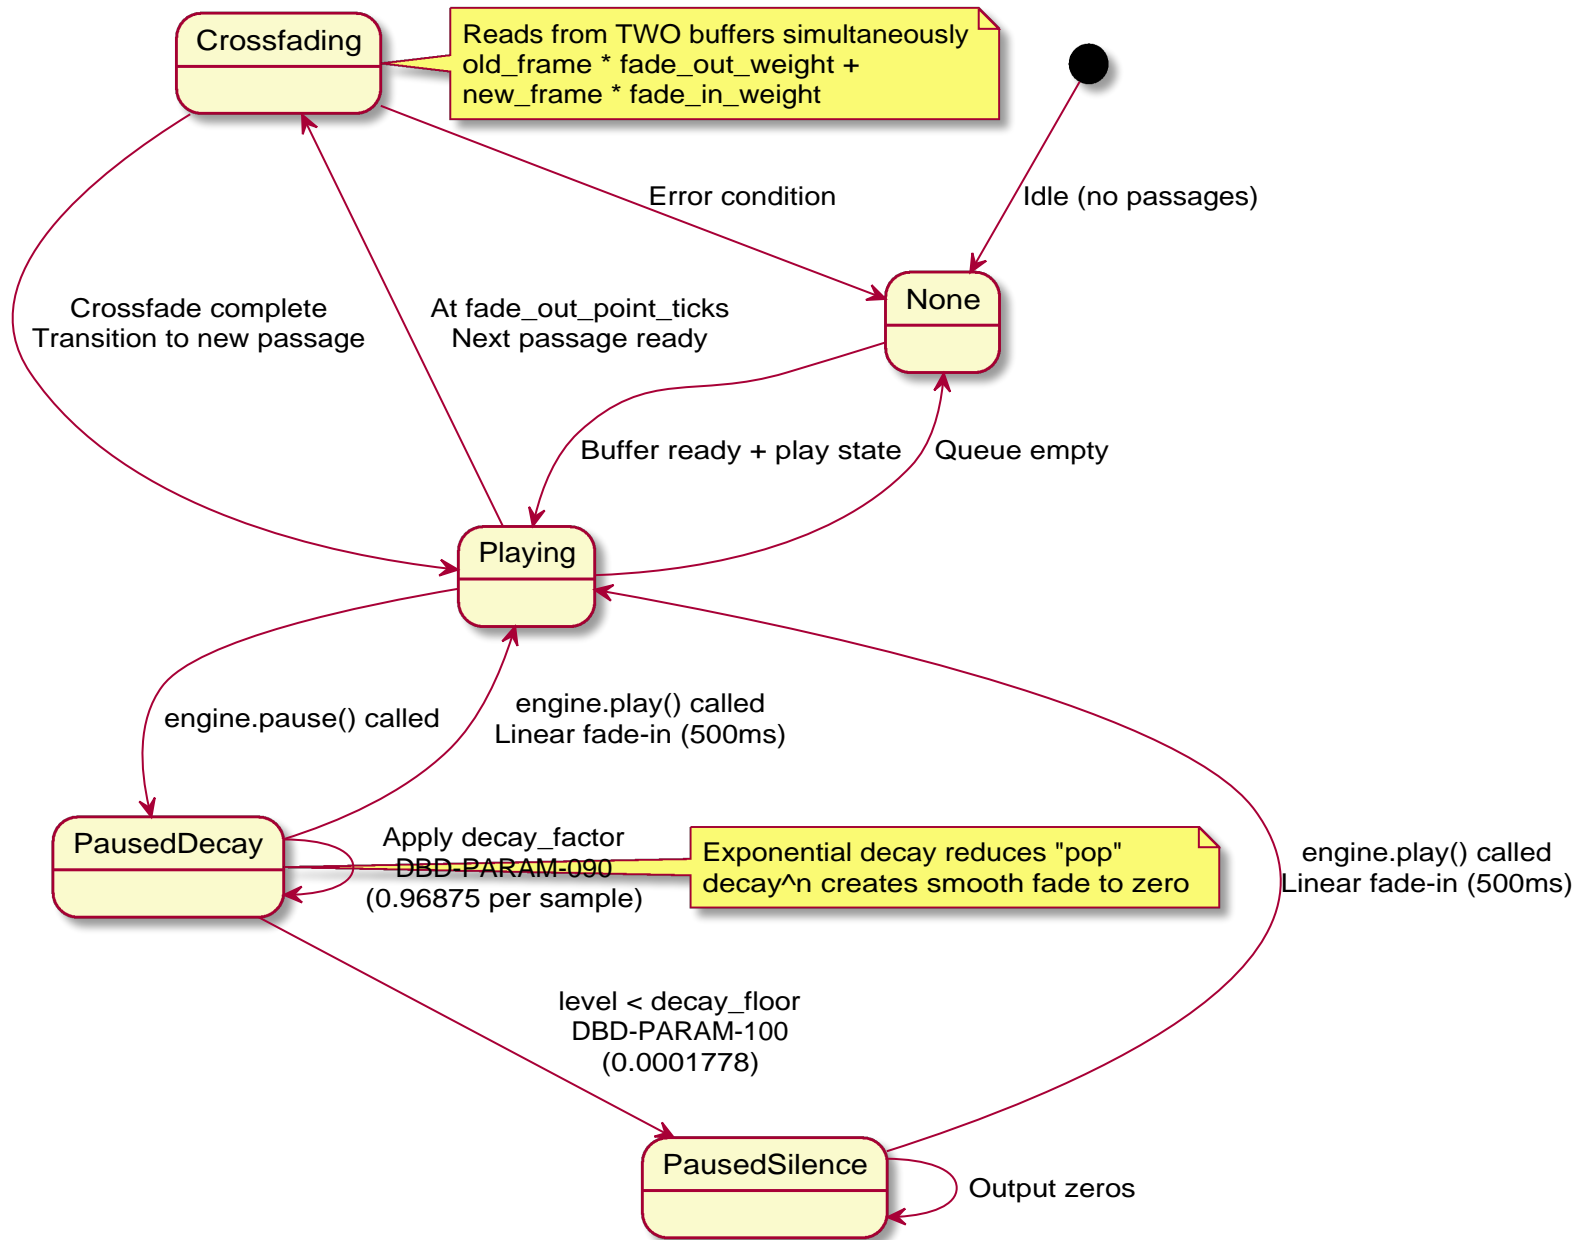 Crossfading
Reads from TWO buffers simultaneously
old_frame * fade_out_weight +
new_frame * fade_in_weight
Error condition
Idle (no passages)
None
Crossfade complete
Transition to new passage
At fade_out_point_ticks
Next passage ready
Buffer ready + play state
Queue empty
Playing
engine.pause() called
engine.play() called
Linear fade-in (500ms)
PausedDecay
Apply decay_factor
DBD-PARAM-090
(0.96875 per sample)
Exponential decay reduces "pop"
decay^n creates smooth fade to zero
engine.play() called
Linear fade-in (500ms)
level < decay_floor
DBD-PARAM-100
(0.0001778)
PausedSilence
Output zeros